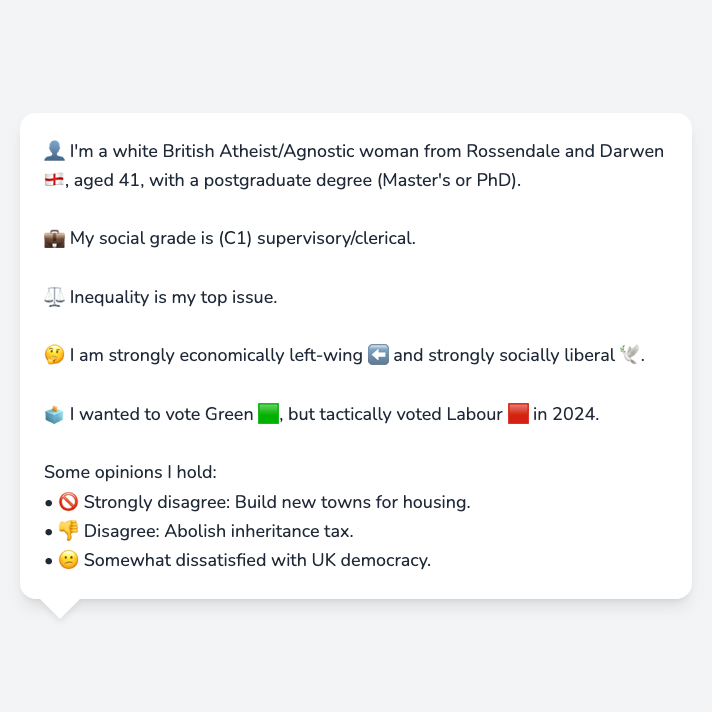 👤 I'm a white British Atheist/Agnostic woman from Rossendale and Darwen
🏴󠁧󠁢󠁥󠁮󠁧󠁿, aged 41, with a postgraduate degree (Master's or PhD).
💼 My social grade is (C1) supervisory/clerical.
⚖️ Inequality is my top issue.
🤔 I am strongly economically left-wing ⬅️ and strongly socially liberal 🕊️.
🗳️ I wanted to vote Green 🟩, but tactically voted Labour 🟥 in 2024.
Some opinions I hold:
• 🚫 Strongly disagree: Build new towns for housing.
• 👎 Disagree: Abolish inheritance tax.
• 😕 Somewhat dissatisfied with UK democracy.